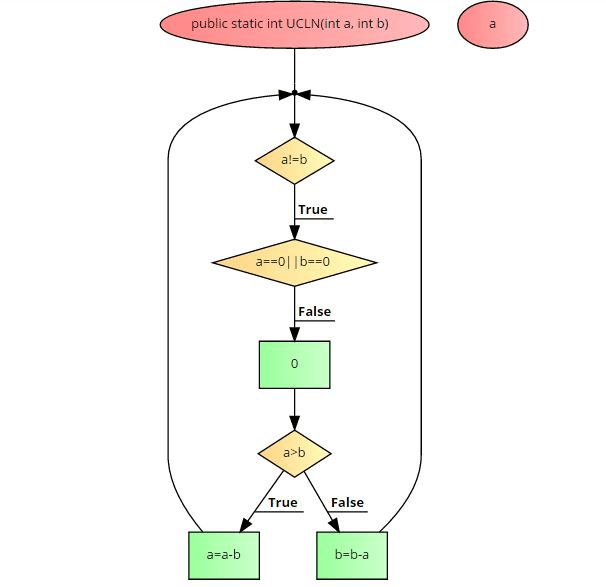 public static int UCLN(int a, int b)
a
a!=b
True
a==0||b==0
False
0
a>b
True
False
a=a-b
b=b-a